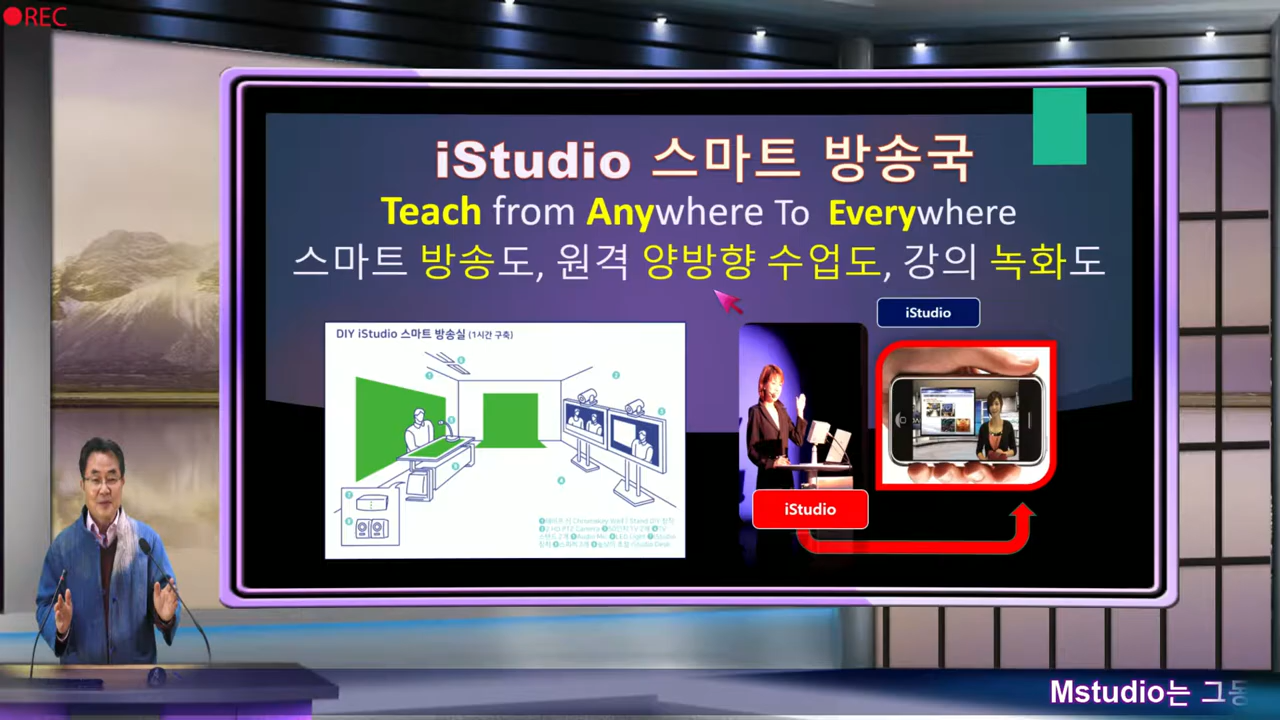 REC
iStudio 스마트 방송국
Teach from Anywhere To Everywhere
스마트 방송도, 원격 양방향 수업도, 강의 녹화도
DIY iStudio 스마트 방송실 (1시간 구축)
iStudio
iStudio
Mstudio는 그동